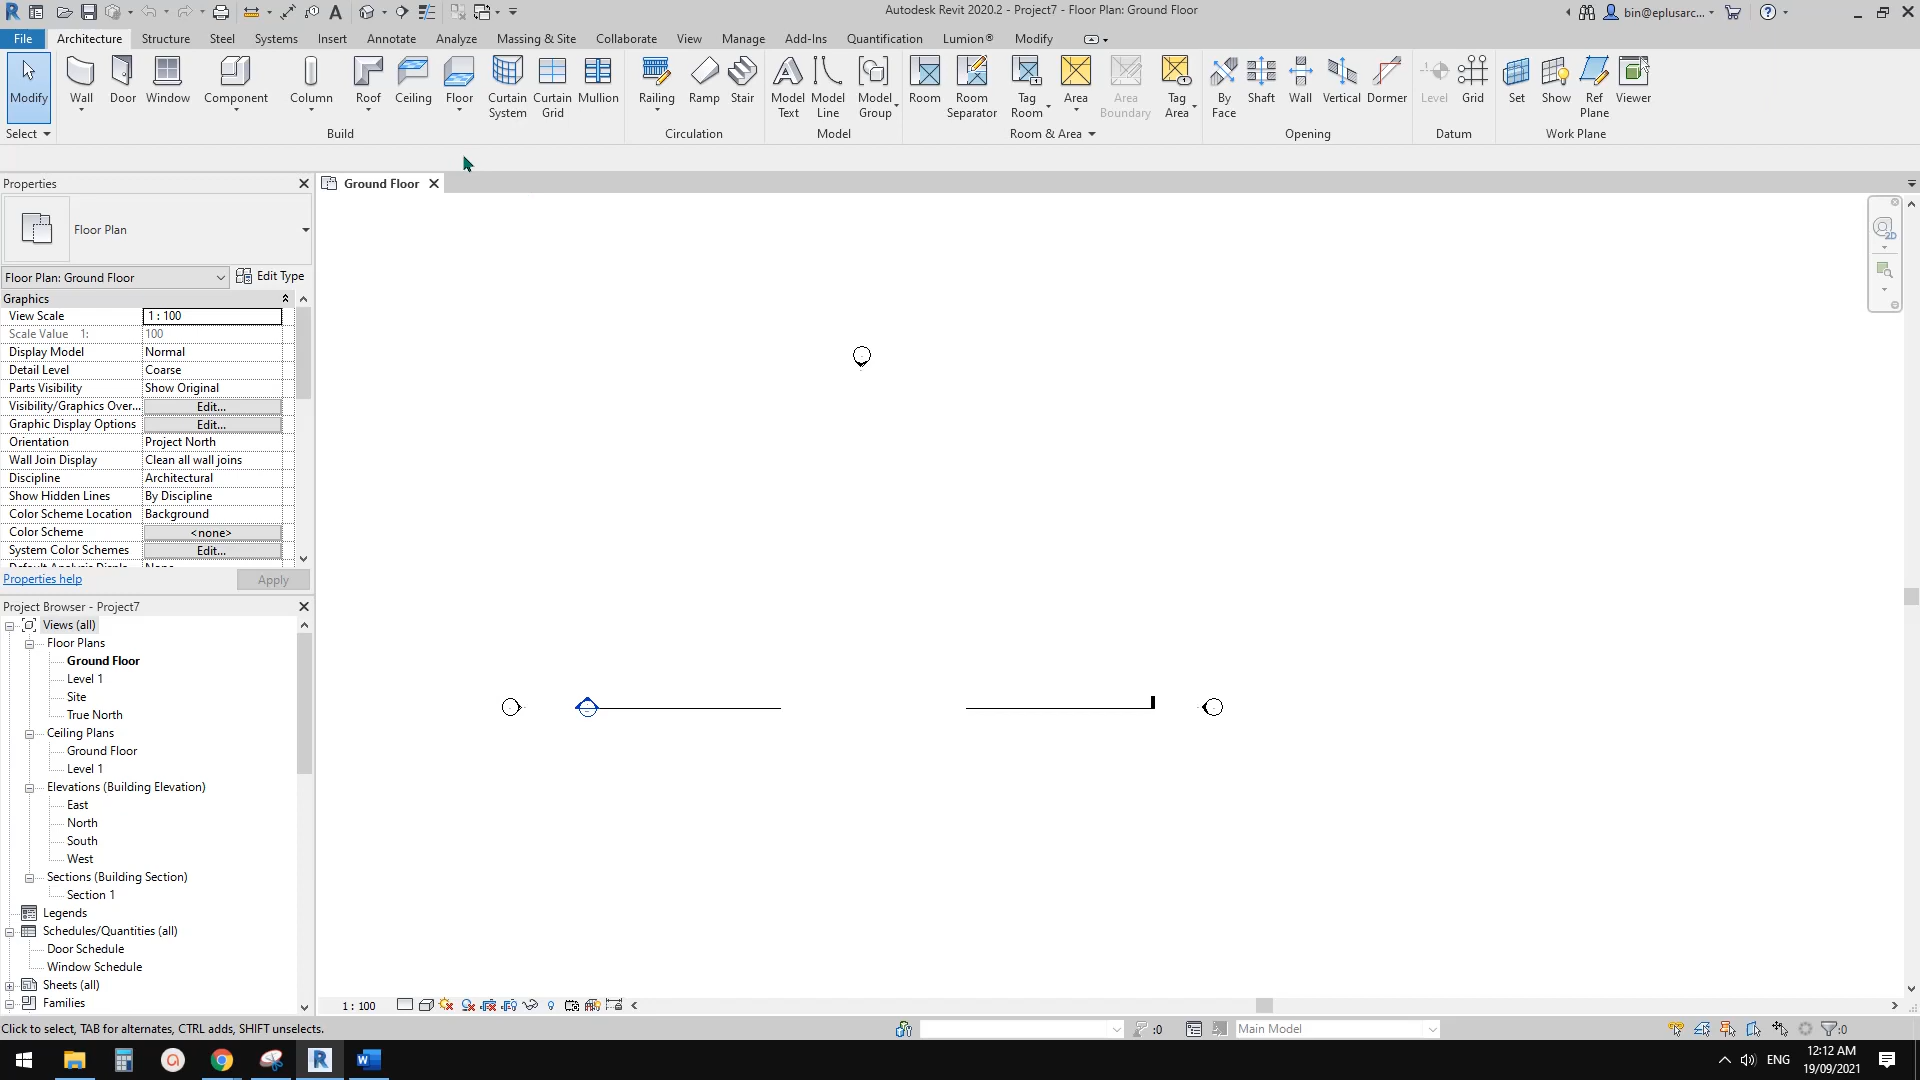 Autodesk Revit 2020.2 - Project7 - Floor Plan: Ground Floor
bin@eplusarc...
File Architecture Structure Steel Systems Insert Annotate Analyze Massing & Site Collaborate View Manage Add-Ins Quantification Lumion® Modify
Modify Wall Door Window Component Column Roof Ceiling Floor Curtain System Curtain Grid Mullion Railing Ramp Stair Model Text Model Line Model Group Room Room Separator Tag Room Area Area Boundary Tag Area By Face Shaft Wall Vertical Dormer Level Grid Set Show Ref Plane Viewer
Select Build Circulation Model Room & Area Opening Datum Work Plane
Properties
Ground Floor
Floor Plan
Floor Plan: Ground Floor Edit Type
Graphics
View Scale 1 : 100
Scale Value 1: 100
Display Model Normal
Detail Level Coarse
Parts Visibility Show Original
Visibility/Graphics Over... Edit...
Graphic Display Options Edit...
Orientation Project North
Wall Join Display Clean all wall joins
Discipline Architectural
Show Hidden Lines By Discipline
Color Scheme Location Background
Color Scheme <none>
System Color Schemes Edit...
Properties help Apply
Project Browser - Project7
Views (all)
Floor Plans
Ground Floor
Level 1
Site
True North
Ceiling Plans
Ground Floor
Level 1
Elevations (Building Elevation)
East
North
South
West
Sections (Building Section)
Section 1
Legends
Schedules/Quantities (all)
Door Schedule
Window Schedule
Sheets (all)
Families
1 : 100
Click to select, TAB for alternates, CTRL adds, SHIFT unselects.
:0
Main Model
:0
ENG
12:12 AM
19/09/2021